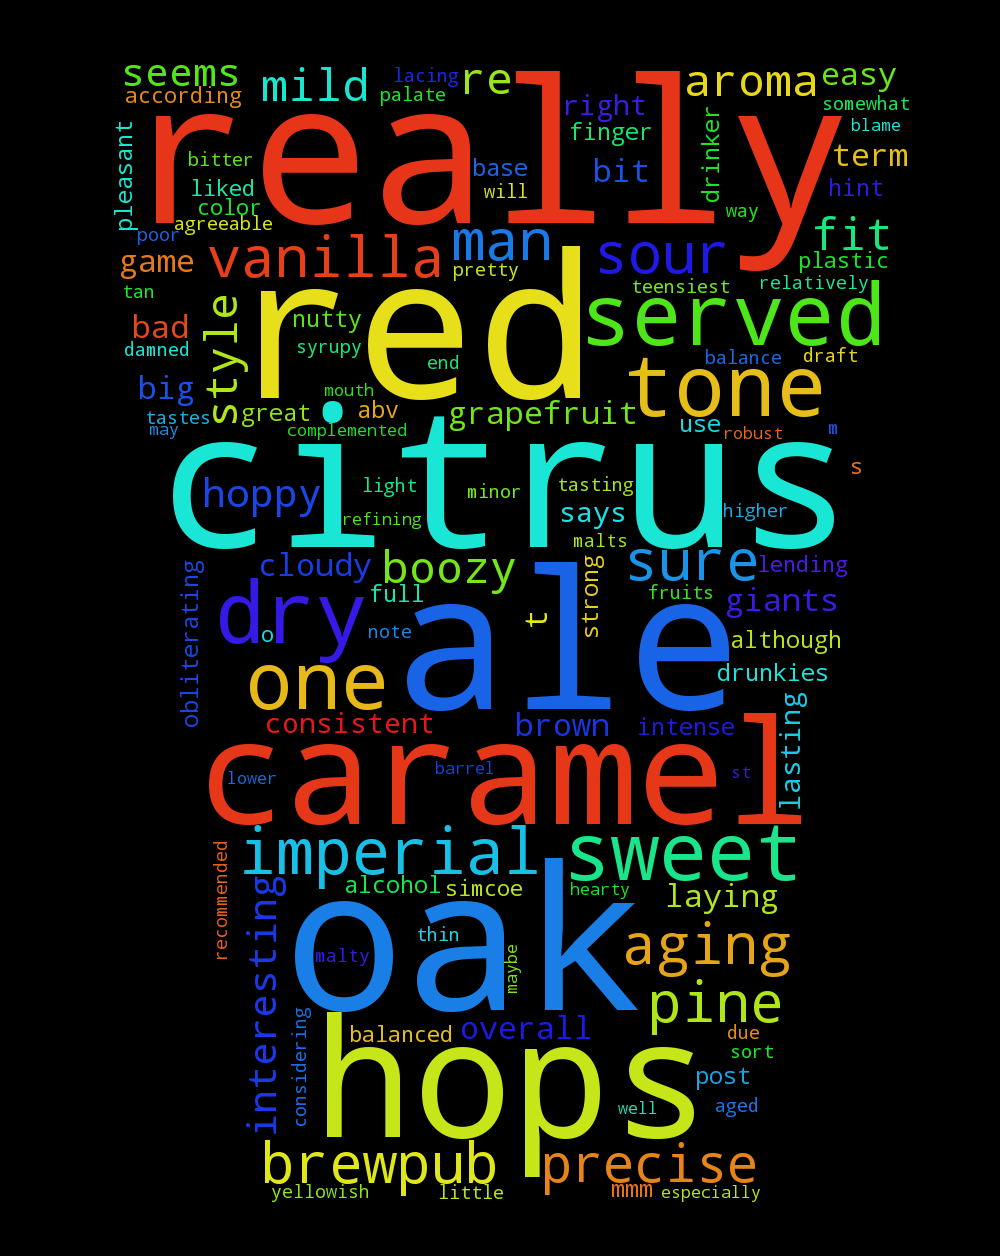 seems
mild
lacing
re
really
aroma
easy
according
palate
right
somewhat
finger
blame
drinker
pleasant
bitter
base
bit
term
liked
will
hint
color
way
agreeable
poor
man
fit
game
vanilla
pretty
sour
plastic
tan
red
teensiest
relatively
served
bad
style
nutty
damned
syrupy
end
balance
draft
big
mouth
tone
tastes
great
abv
grapefruit
use
robust
m
may
complemented
citrus
s
hoppy
light
minor
tasting
refining
says
higher
malts
cloudy
boozy
sure
lending
obliterating
dry
full
ale
t
strong
fruits
giants
o
note
although
one
drunkies
consistent
brown
intense
lasting
caramel
lower
barrel
st
imperial
sweet
recommended
interesting
alcohol
simcoe
hearty
laying
oak
thin
aging
malty
maybe
pine
considering
hops
balanced
overall
due
sort
post
well
aged
brewpub
precise
yellowish
little
mmm
especially